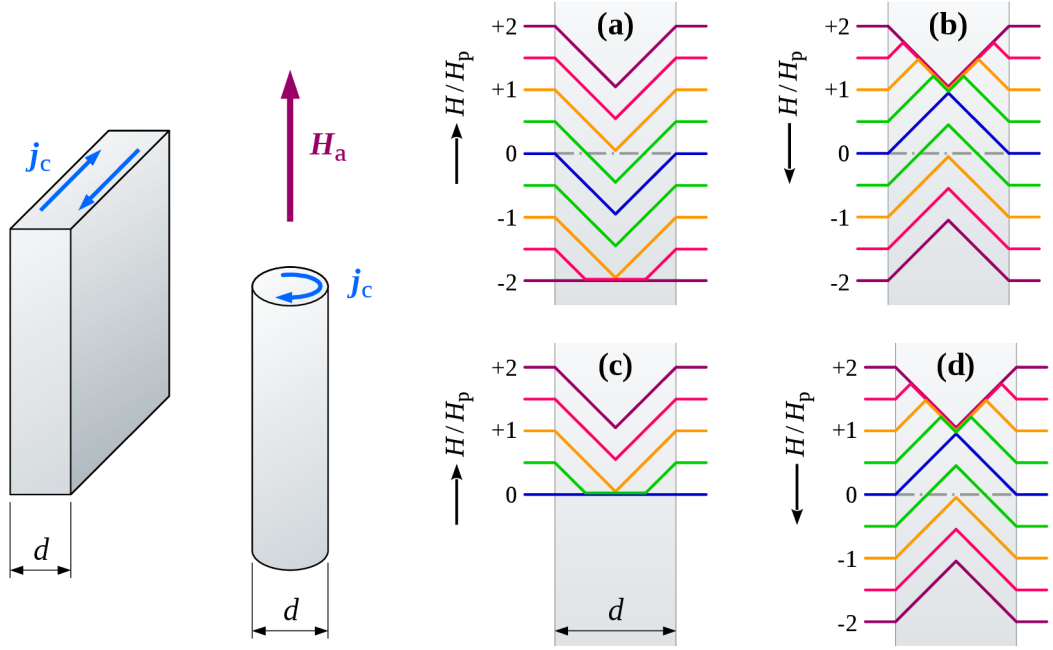 j_c
H_a
j_c
d
d
(a)
H / H_p
+2
+1
0
-1
-2
(b)
H / H_p
+2
+1
0
-1
-2
(c)
H / H_p
+2
+1
0
d
(d)
H / H_p
+2
+1
0
-1
-2